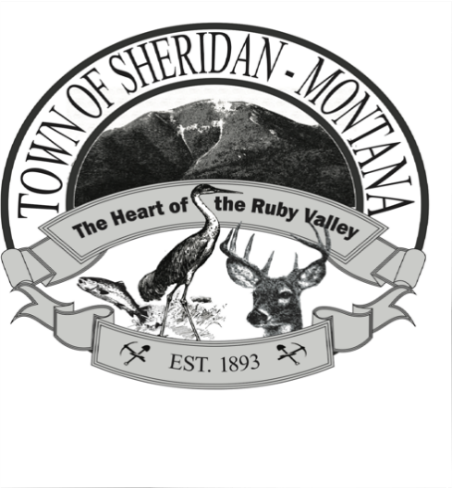 TOWN OF SHERIDAN - MONTANA
The Heart of the Ruby Valley
EST. 1893